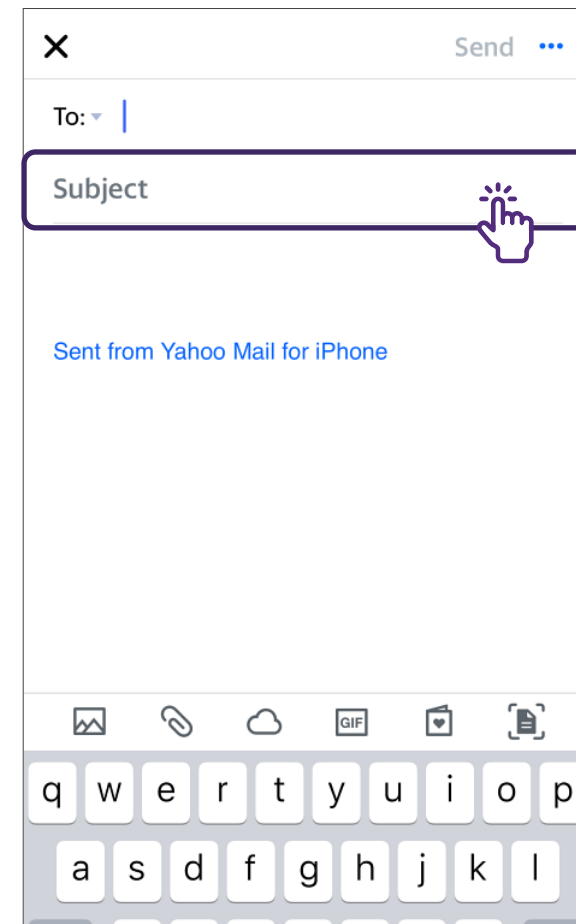 Send
To:
Subject
Sent from Yahoo Mail for iPhone
GIF
q w e r t y u i o p
a s d f g h j k l